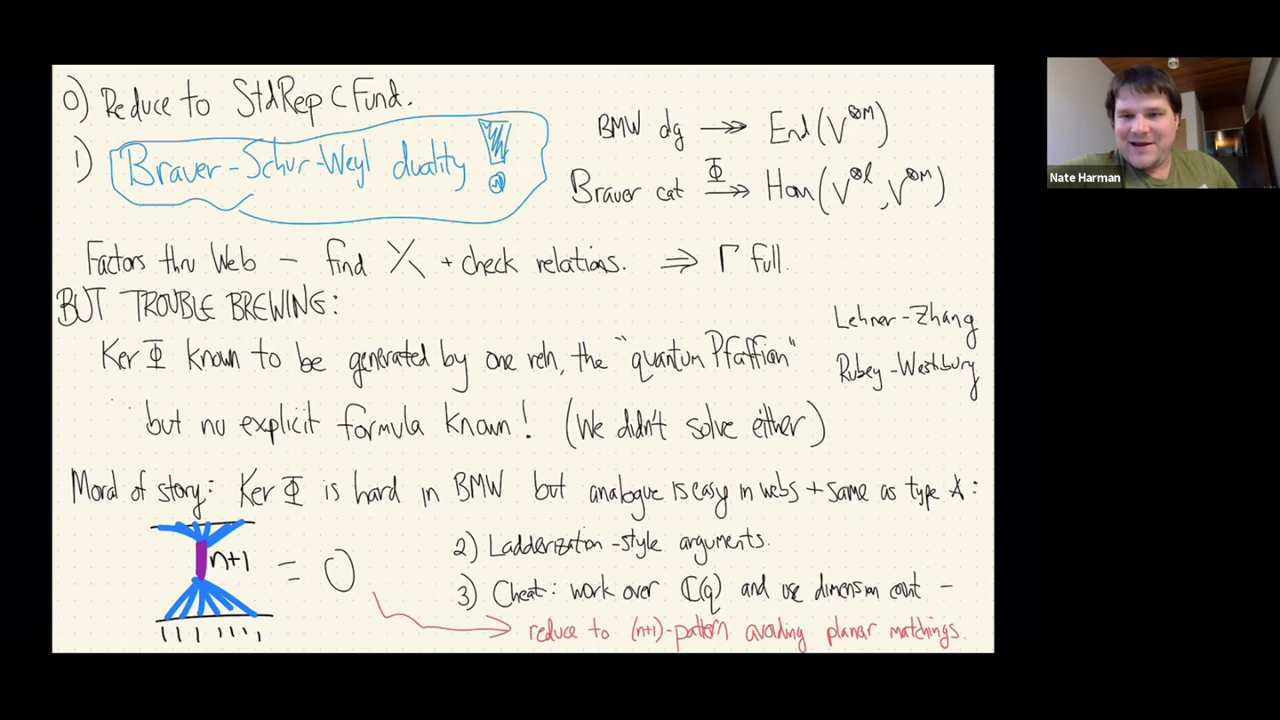 0) Reduce to StdRep ⊂ Fund.
1) Brauer-Schur-Weyl duality!
BMW alg ↠ End(V^{⊗m})
Brauer cat ↠^Φ Hom(V^{⊗l}, V^{⊗m})
Factors thru Web - find X + check relations. ⇒ Γ full.
BUT TROUBLE BREWING:
Ker Φ known to be generated by one reln, the "quantum Pfaffian"
Lehrer-Zhang
Rubey-Westbury
but no explicit formula known! (We didn't solve either)
Moral of story: Ker Φ is hard in BMW but analogue is easy in webs + same as type A:
n+1 = 0
2) Ladderization-style arguments.
3) Cheat: work over ℂ(q) and use dimension count -
reduce to (n+1)-pattern avoiding planar matchings.
Nate Harman